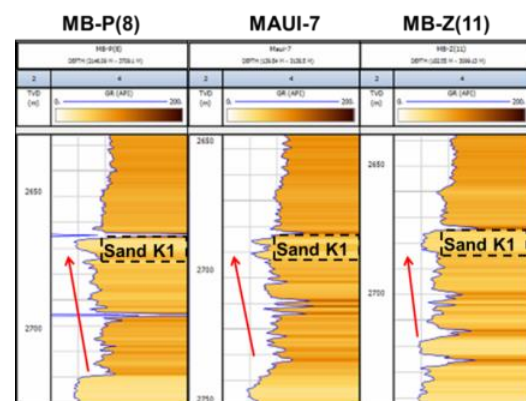 MB-P(8) MAUI-7 MB-Z(11)
MB-P(8) Maui-7 MB-Z(11)
2 4 2 4 2 4
TVD (m) GR (API) TVD (m) GR (API) TVD (m) GR (API)
0. 200. 0. 200. 0. 200.
2650
2650
2650
Sand K1 Sand K1 Sand K1
2700
2700
2700
2750